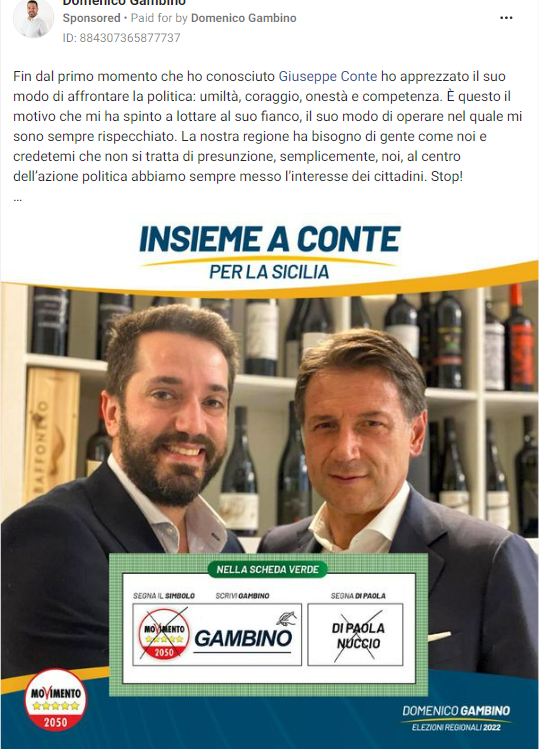 Domenico Gambino
Sponsored • Paid for by Domenico Gambino
ID: 884307365877737
Fin dal primo momento che ho conosciuto Giuseppe Conte ho apprezzato il suo
modo di affrontare la politica: umiltà, coraggio, onestà e competenza. È questo il
motivo che mi ha spinto a lottare al suo fianco, il suo modo di operare nel quale mi
sono sempre rispecchiato. La nostra regione ha bisogno di gente come noi e
credetemi che non si tratta di presunzione, semplicemente, noi, al centro
dell'azione politica abbiamo sempre messo l'interesse dei cittadini. Stop!
...
INSIEME A CONTE
PER LA SICILIA
NELLA SCHEDA VERDE
SEGNA IL SIMBOLO SCRIVI GAMBINO SEGNA DI PAOLA
MOVIMENTO
2050
GAMBINO
DI PAOLA
NUCCIO
MOVIMENTO
2050
DOMENICO GAMBINO
ELEZIONI REGIONALI 2022